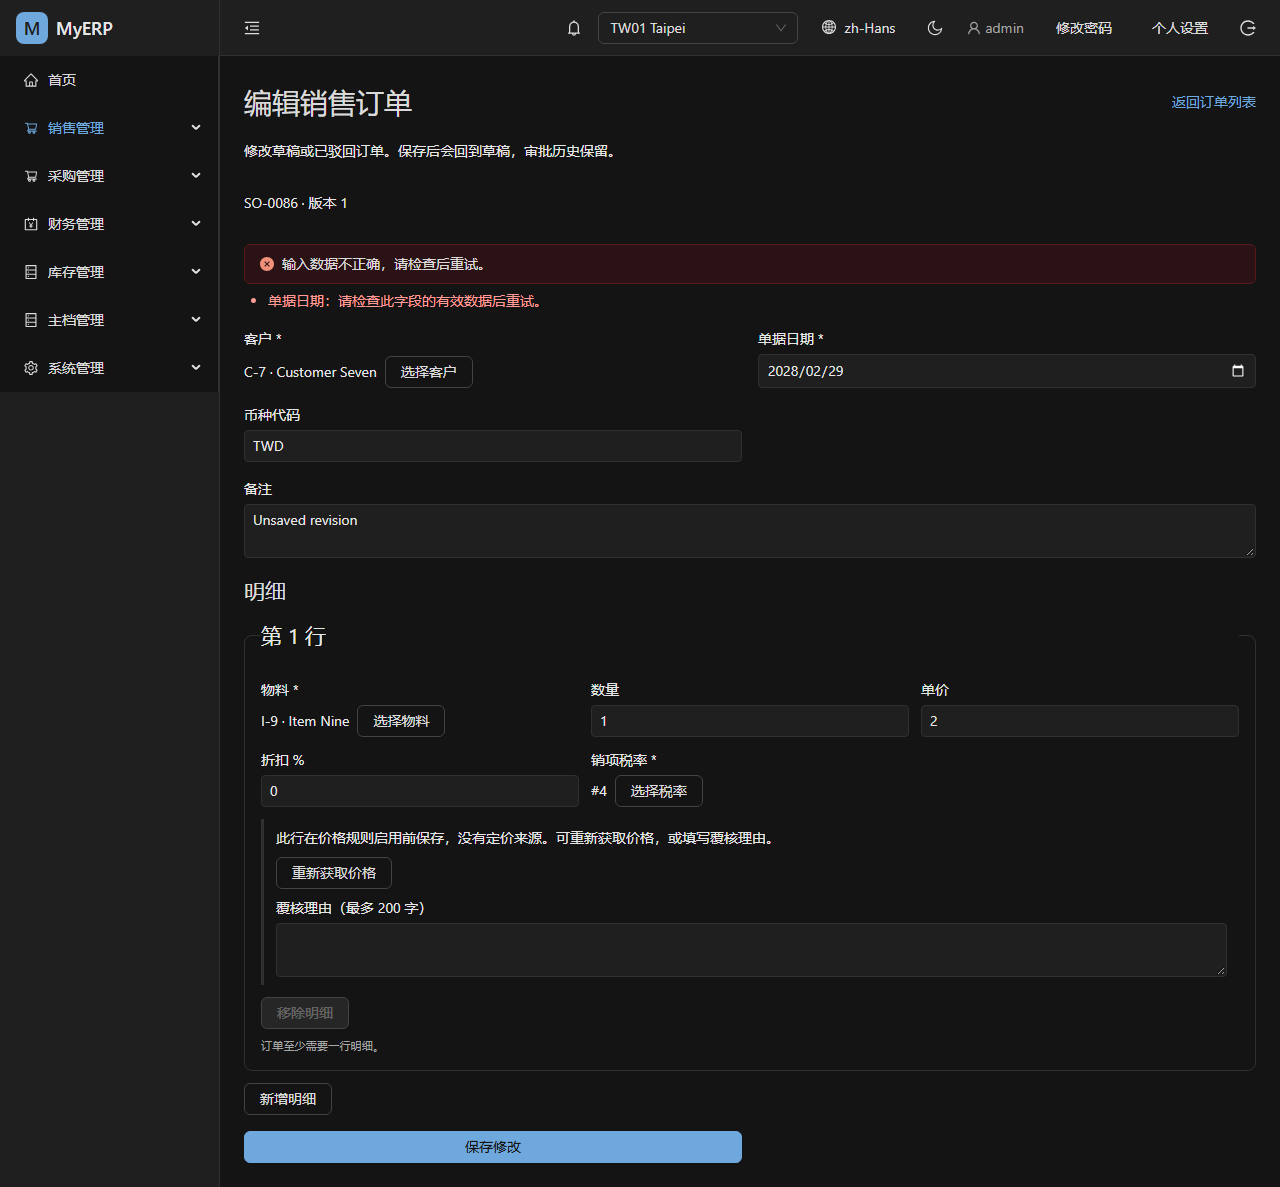 M MyERP
TW01 Taipei
zh-Hans
admin
修改密码
个人设置
首页
销售管理
采购管理
财务管理
库存管理
主档管理
系统管理
编辑销售订单
返回订单列表
修改草稿或已驳回订单。保存后会回到草稿，审批历史保留。
SO-0086 · 版本 1
输入数据不正确，请检查后重试。
• 单据日期：请检查此字段的有效数据后重试。
客户 *
C-7 · Customer Seven 选择客户
单据日期 *
2028/02/29
币种代码
TWD
备注
Unsaved revision
明细
第 1 行
物料 *
I-9 · Item Nine 选择物料
数量
1
单价
2
折扣 %
0
销项税率 *
#4 选择税率
此行在价格规则启用前保存，没有定价来源。可重新获取价格，或填写覆核理由。
重新获取价格
覆核理由（最多 200 字）
移除明细
订单至少需要一行明细。
新增明细
保存修改